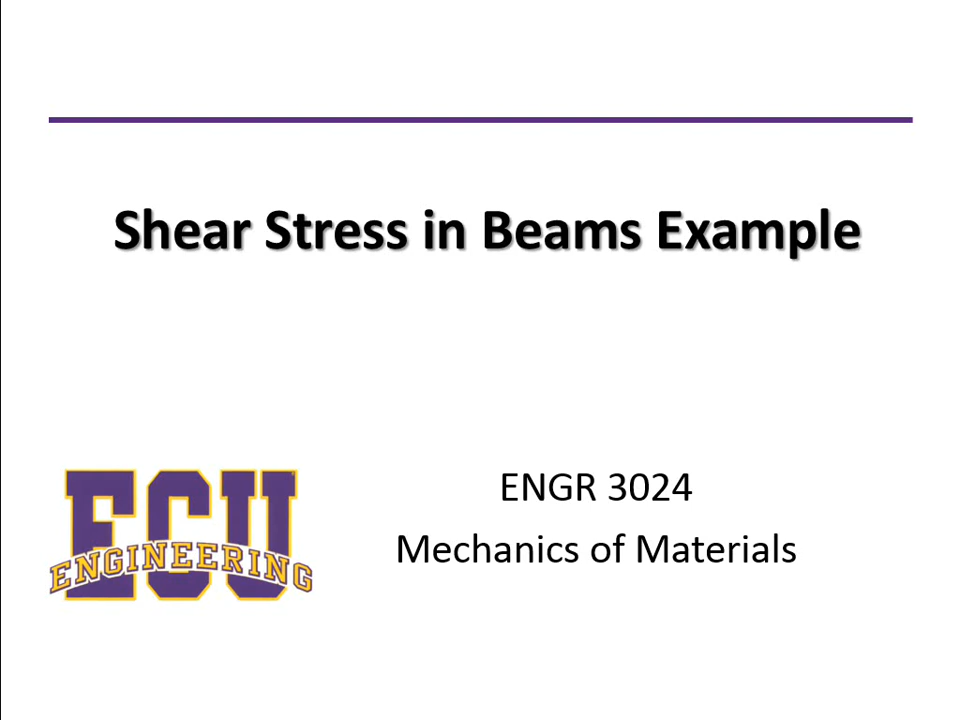 Shear Stress in Beams Example
ECU
ENGINEERING
ENGR 3024
Mechanics of Materials